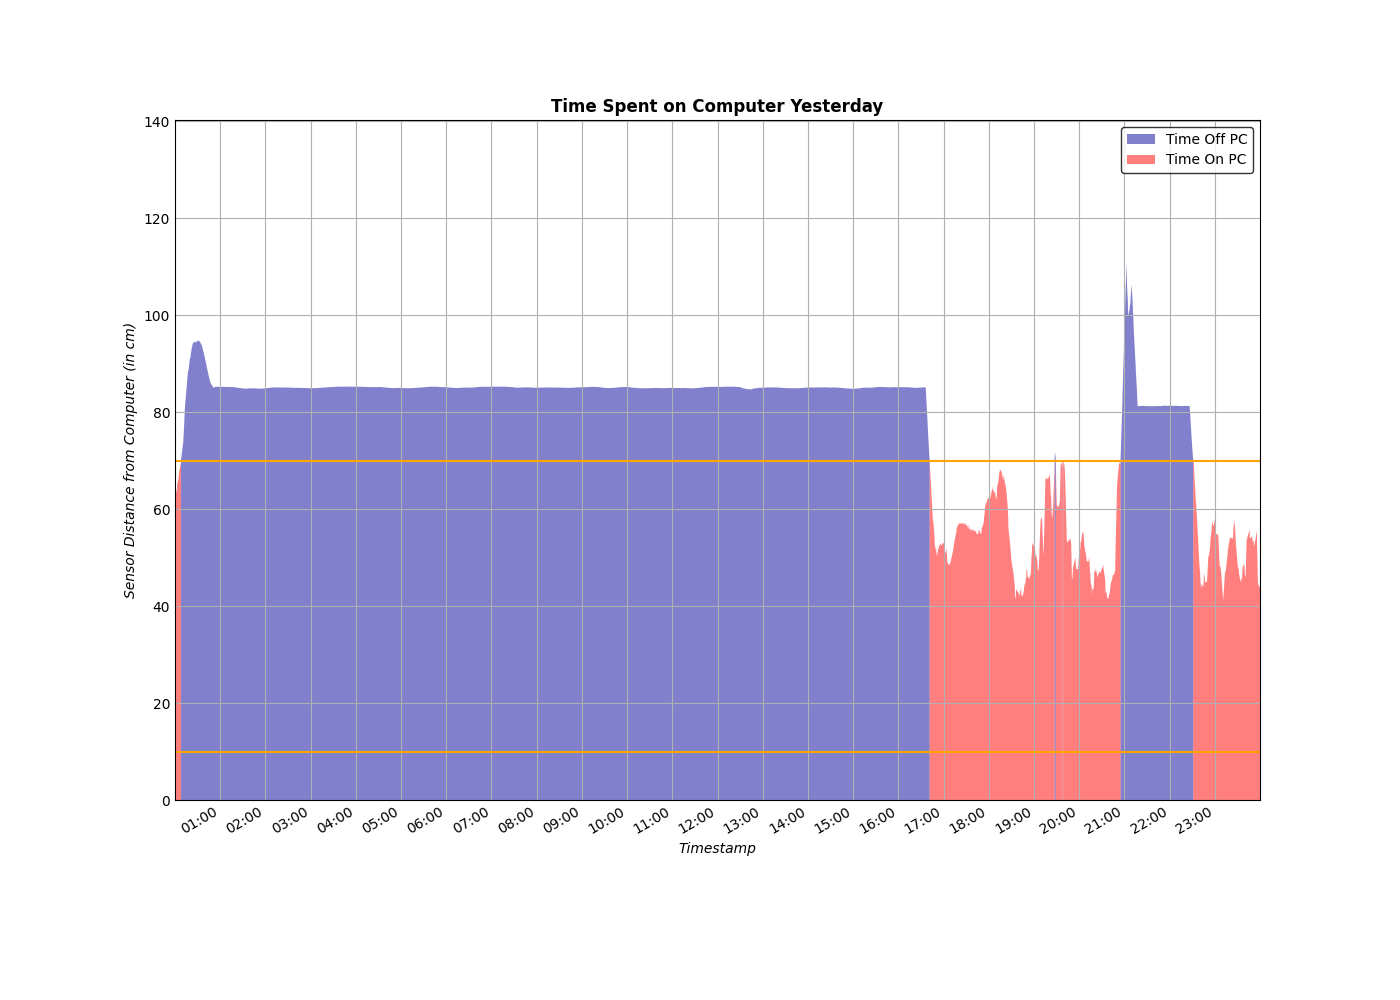 Time Spent on Computer Yesterday
140
120
100
80
60
40
20
0
Sensor Distance from Computer (in cm)
Time Off PC
Time On PC
01:00 02:00 03:00 04:00 05:00 06:00 07:00 08:00 09:00 10:00 11:00 12:00 13:00 14:00 15:00 16:00 17:00 18:00 19:00 20:00 21:00 22:00 23:00
Timestamp